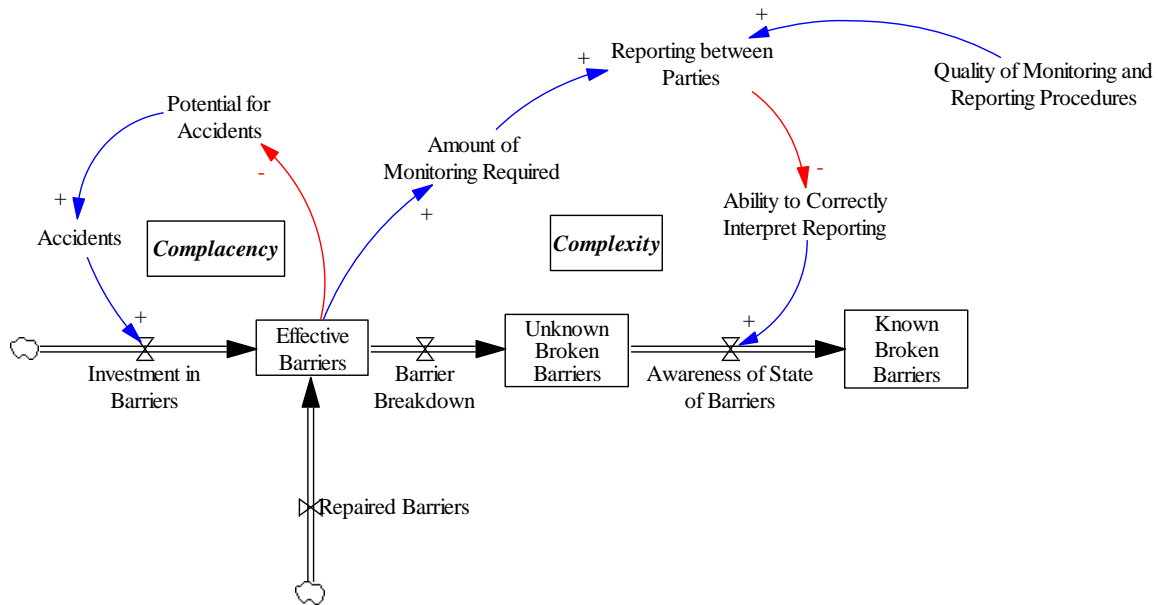 +
Reporting between
Parties
+
Quality of Monitoring and
Reporting Procedures
Potential for
Accidents
Amount of
Monitoring Required
-
-
+
+
Ability to Correctly
Interpret Reporting
Accidents
Complacency
Complexity
+
+
Effective
Barriers
Unknown
Broken
Barriers
Known
Broken
Barriers
Investment in
Barriers
Barrier
Breakdown
Awareness of State
of Barriers
Repaired Barriers